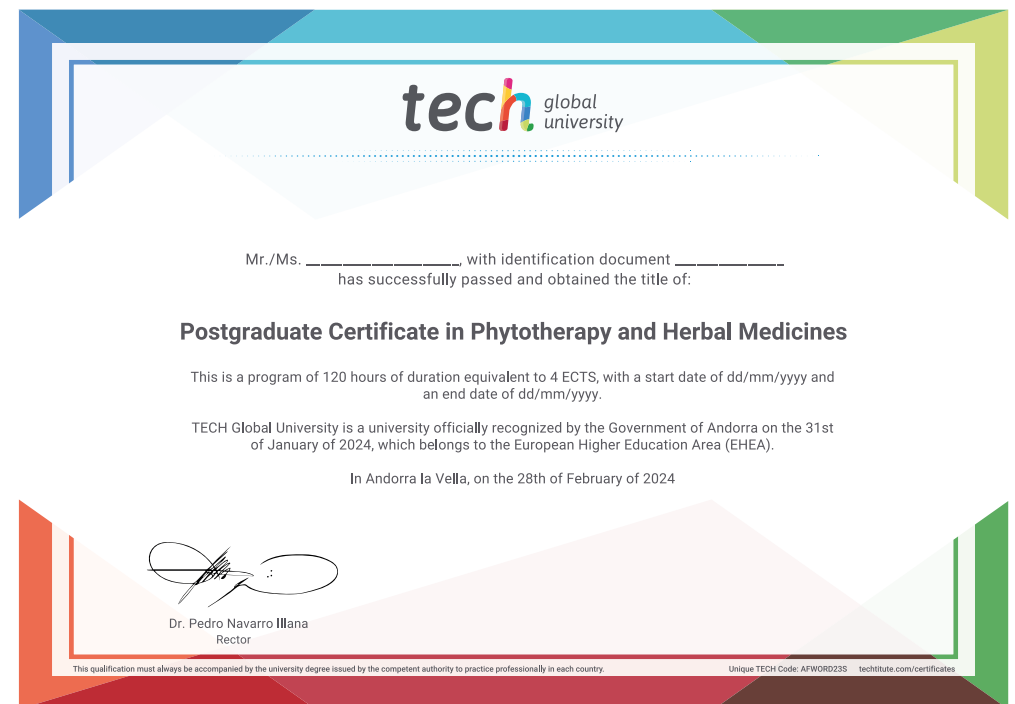 tech global
university
Mr./Ms. ____________________, with identification document ______________
has successfully passed and obtained the title of:
Postgraduate Certificate in Phytotherapy and Herbal Medicines
This is a program of 120 hours of duration equivalent to 4 ECTS, with a start date of dd/mm/yyyy and
an end date of dd/mm/yyyy.
TECH Global University is a university officially recognized by the Government of Andorra on the 31st
of January of 2024, which belongs to the European Higher Education Area (EHEA).
In Andorra la Vella, on the 28th of February of 2024
Dr. Pedro Navarro Illana
Rector
This qualification must always be accompanied by the university degree issued by the competent authority to practice professionally in each country.
Unique TECH Code: AFWORD23S techtitute.com/certificates